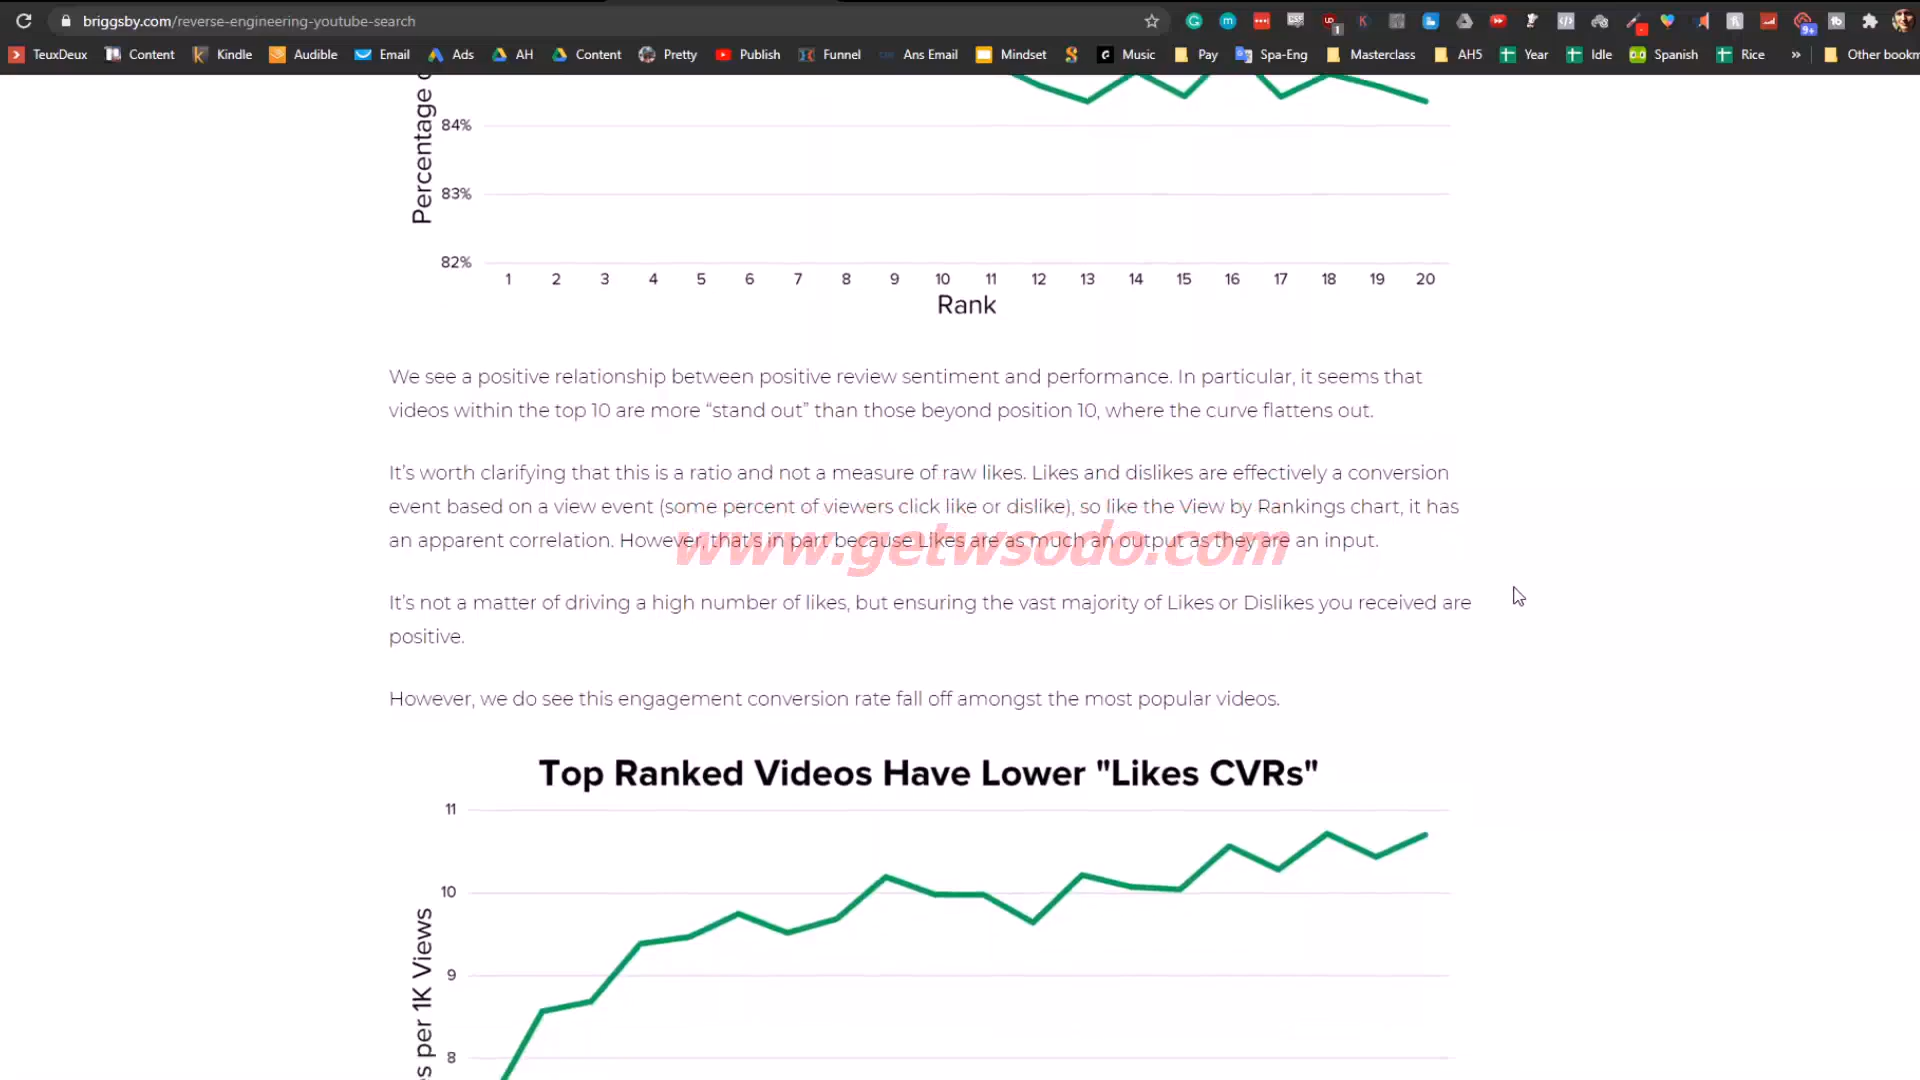 briggsby.com/reverse-engineering-youtube-search
TeuxDeux Content Kindle Audible Email Ads AH Content Pretty Publish Funnel Ans Email Mindset Music Pay Spa-Eng Masterclass AH5 Year Idle Spanish Rice » Other bookm
Percentage
84%
83%
82%
1 2 3 4 5 6 7 8 9 10 11 12 13 14 15 16 17 18 19 20
Rank
We see a positive relationship between positive review sentiment and performance. In particular, it seems that
videos within the top 10 are more “stand out” than those beyond position 10, where the curve flattens out.
It’s worth clarifying that this is a ratio and not a measure of raw likes. Likes and dislikes are effectively a conversion
event based on a view event (some percent of viewers click like or dislike), so like the View by Rankings chart, it has
an apparent correlation. However, that’s in part because Likes are as much an output as they are an input.
www.getwsodo.com
It’s not a matter of driving a high number of likes, but ensuring the vast majority of Likes or Dislikes you received are
positive.
However, we do see this engagement conversion rate fall off amongst the most popular videos.
Top Ranked Videos Have Lower "Likes CVRs"
11
10
9
8
per 1K Views